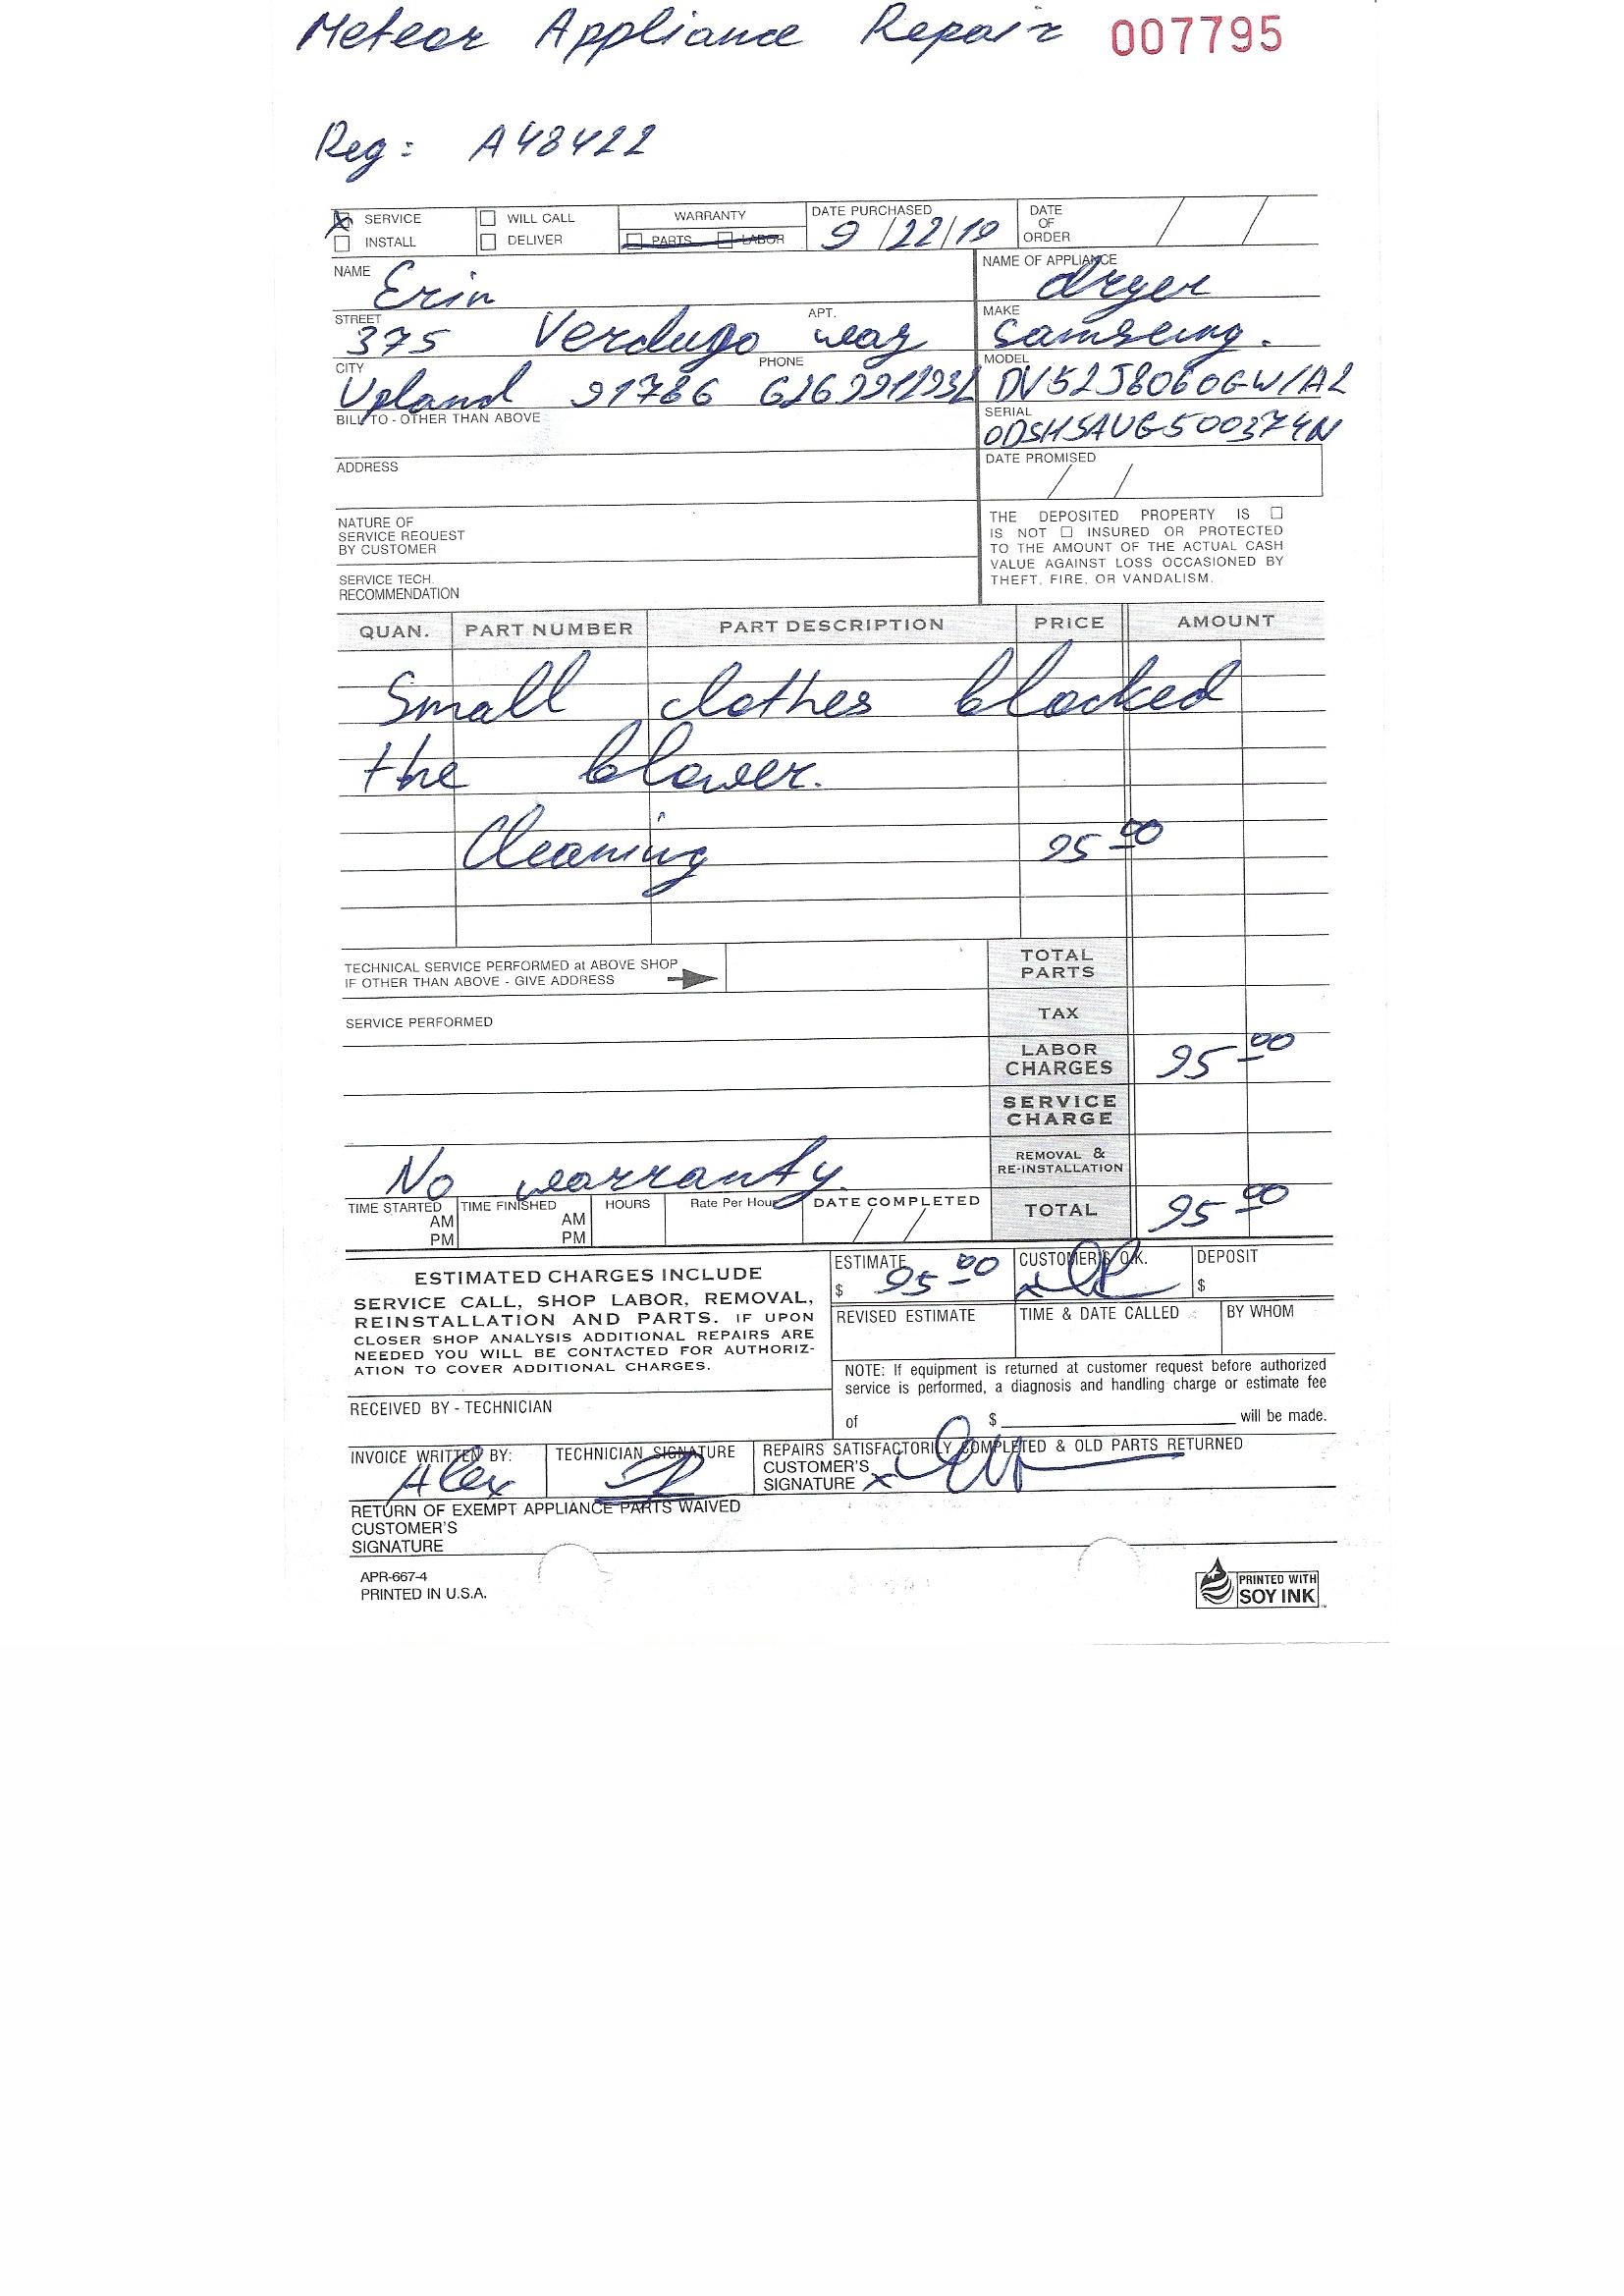 Meteor Appliance Repair 007795
Reg: A48422
SERVICE WILL CALL WARRANTY DATE PURCHASED 9/22/19 DATE OF ORDER / /
INSTALL DELIVER PARTS LABOR
NAME Erin NAME OF APPLIANCE dryer
STREET 375 Verdugo way APT. MAKE Samsung.
CITY Upland 91786 PHONE MODEL DV52J8060GW/A2
BILL TO - OTHER THAN ABOVE SERIAL 0DSH5AUG500374N
ADDRESS DATE PROMISED / /
NATURE OF
SERVICE REQUEST
BY CUSTOMER
SERVICE TECH.
RECOMMENDATION
THE DEPOSITED PROPERTY IS
IS NOT INSURED OR PROTECTED
TO THE AMOUNT OF THE ACTUAL CASH
VALUE AGAINST LOSS OCCASIONED BY
THEFT, FIRE, OR VANDALISM.
QUAN. PART NUMBER PART DESCRIPTION PRICE AMOUNT
Small clothes blocked
the blower.
Cleaning 95 00
TECHNICAL SERVICE PERFORMED at ABOVE SHOP
IF OTHER THAN ABOVE - GIVE ADDRESS
TOTAL
PARTS
SERVICE PERFORMED TAX
LABOR
CHARGES 95 00
SERVICE
CHARGE
No warranty. REMOVAL &
RE-INSTALLATION
TIME STARTED AM PM TIME FINISHED AM PM HOURS Rate Per Hour DATE COMPLETED / / TOTAL 95 00
ESTIMATED CHARGES INCLUDE
SERVICE CALL, SHOP LABOR, REMOVAL,
REINSTALLATION AND PARTS. IF UPON
CLOSER SHOP ANALYSIS ADDITIONAL REPAIRS ARE
NEEDED YOU WILL BE CONTACTED FOR AUTHORIZ-
ATION TO COVER ADDITIONAL CHARGES.
ESTIMATE $ 95 00 CUSTOMER'S O.K. DEPOSIT $
REVISED ESTIMATE TIME & DATE CALLED BY WHOM
NOTE: If equipment is returned at customer request before authorized
service is performed, a diagnosis and handling charge or estimate fee
of $ will be made.
RECEIVED BY - TECHNICIAN
INVOICE WRITTEN BY: Alex TECHNICIAN SIGNATURE REPAIRS SATISFACTORILY COMPLETED & OLD PARTS RETURNED
CUSTOMER'S
SIGNATURE x
RETURN OF EXEMPT APPLIANCE PARTS WAIVED
CUSTOMER'S
SIGNATURE
APR-667-4
PRINTED IN U.S.A.
PRINTED WITH
SOY INK